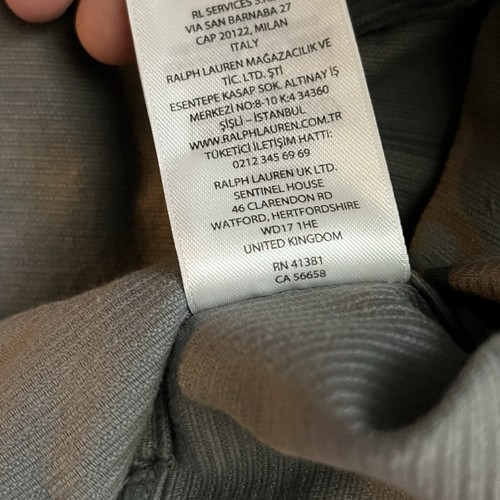 RL SERVICES S.R.L.
VIA SAN BARNABA 27
CAP 20122, MILAN
ITALY
RALPH LAUREN MAĞAZACILIK VE
TİC. LTD. ŞTİ
ESENTEPE KASAP SOK. ALTINAY İŞ
MERKEZİ NO:8-10 K:4 34360
ŞİŞLİ – İSTANBUL
WWW.RALPHLAUREN.COM.TR
TÜKETİCİ İLETİŞİM HATTI:
0212 345 69 69
RALPH LAUREN UK LTD.
SENTINEL HOUSE
46 CLARENDON RD
WATFORD, HERTFORDSHIRE
WD17 1HE
UNITED KINGDOM
RN 41381
CA 56658